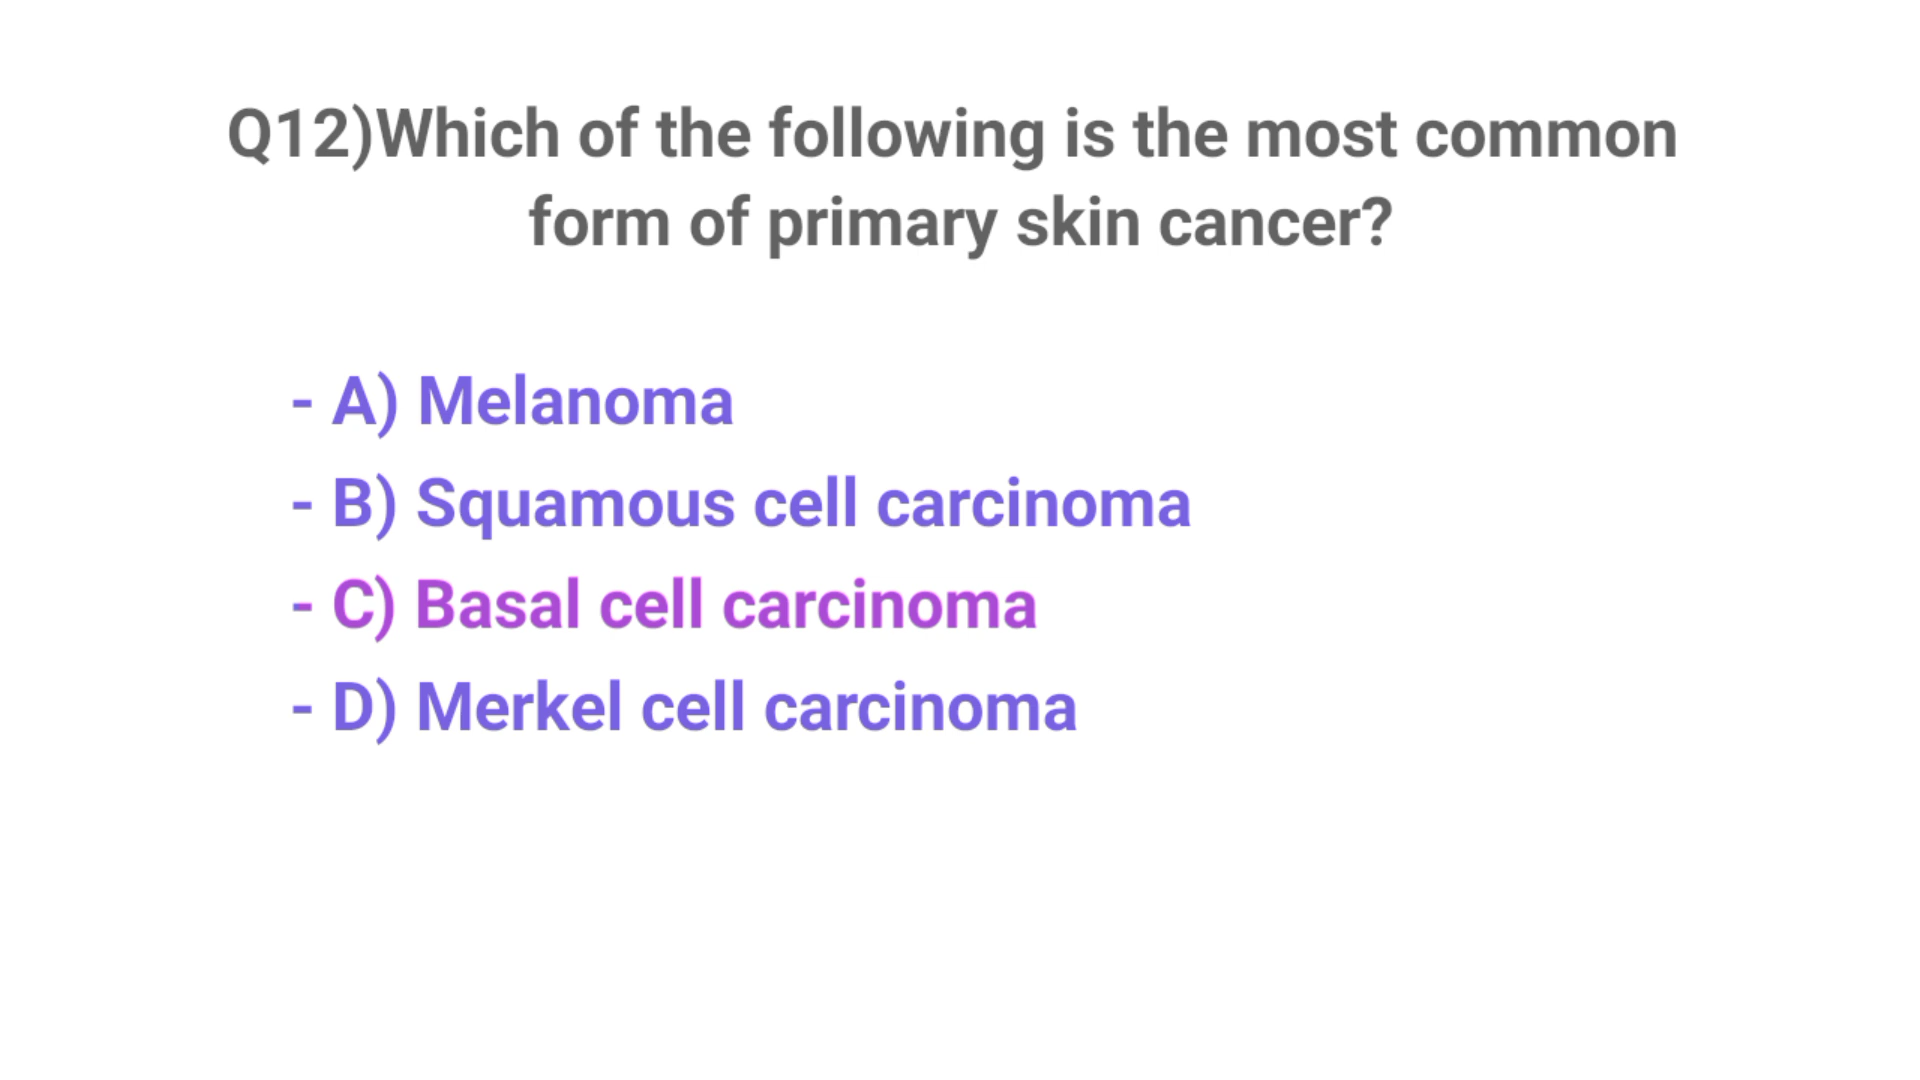 Q12)Which of the following is the most common
form of primary skin cancer?
- A) Melanoma
- B) Squamous cell carcinoma
- C) Basal cell carcinoma
- D) Merkel cell carcinoma